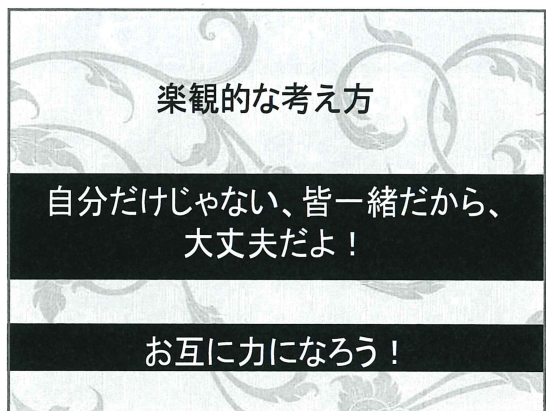 楽観的な考え方
自分だけじゃない、皆一緒だから、
大丈夫だよ！
お互に力になろう！